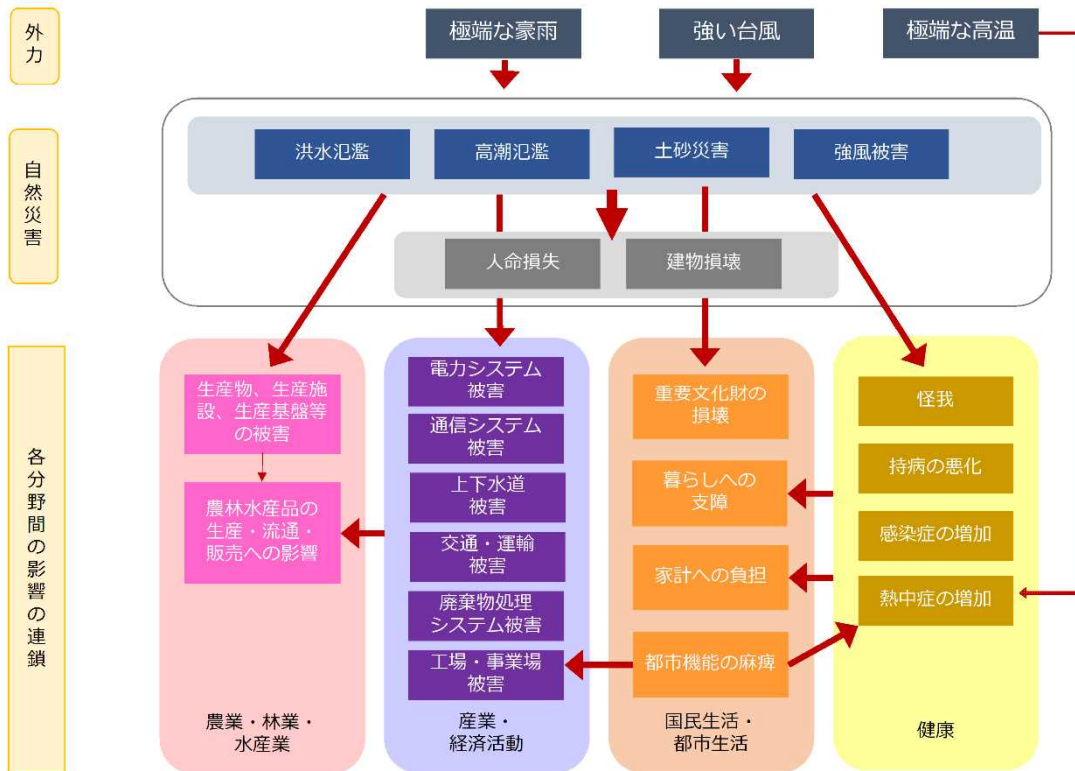 外力
極端な豪雨
強い台風
極端な高温
自然災害
洪水氾濫
高潮氾濫
土砂災害
強風被害
人命損失
建物損壊
各分野間の影響の連鎖
生産物、生産施
設、生産基盤等
の被害
農林水産品の
生産・流通・
販売への影響
農業・林業・
水産業
電力システム
被害
通信システム
被害
上下水道
被害
交通・運輸
被害
廃棄物処理
システム被害
工場・事業場
被害
産業・
経済活動
重要文化財の
損壊
暮らしへの
支障
家計への負担
都市機能の麻痺
国民生活・
都市生活
怪我
持病の悪化
感染症の増加
熱中症の増加
健康